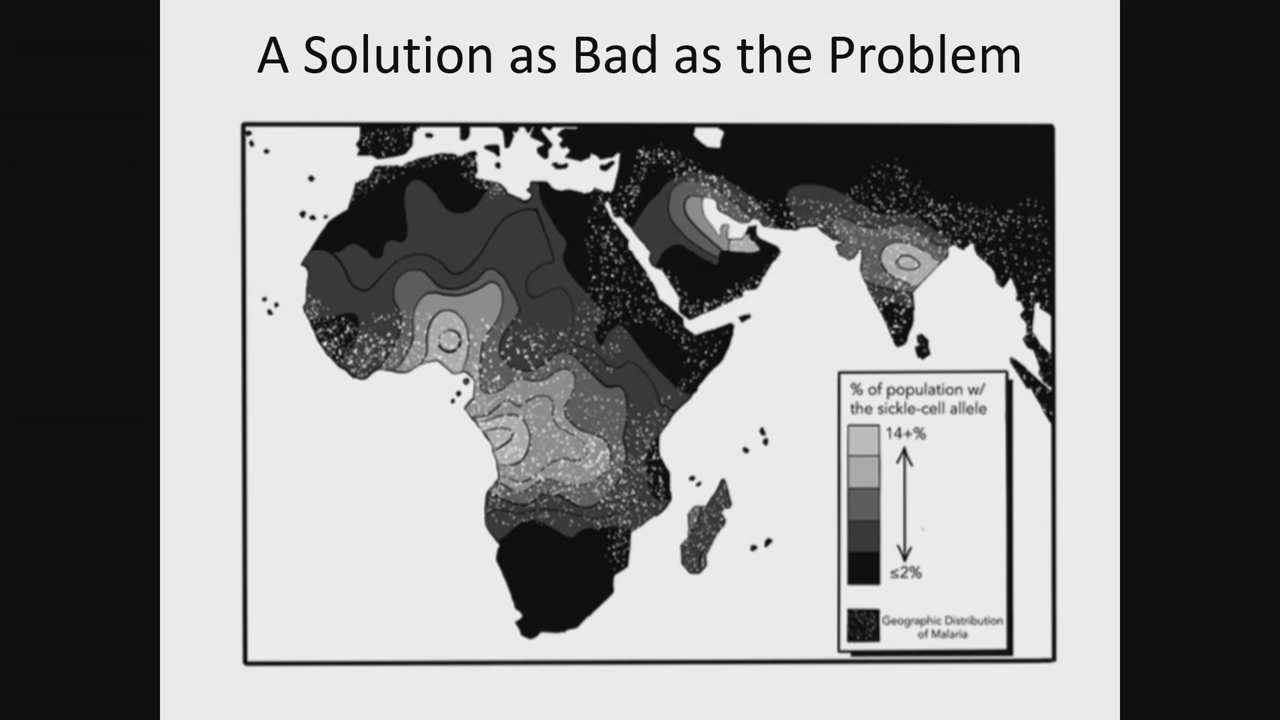 A Solution as Bad as the Problem
% of population w/
the sickle-cell allele
14+%
≤2%
Geographic Distribution
of Malaria